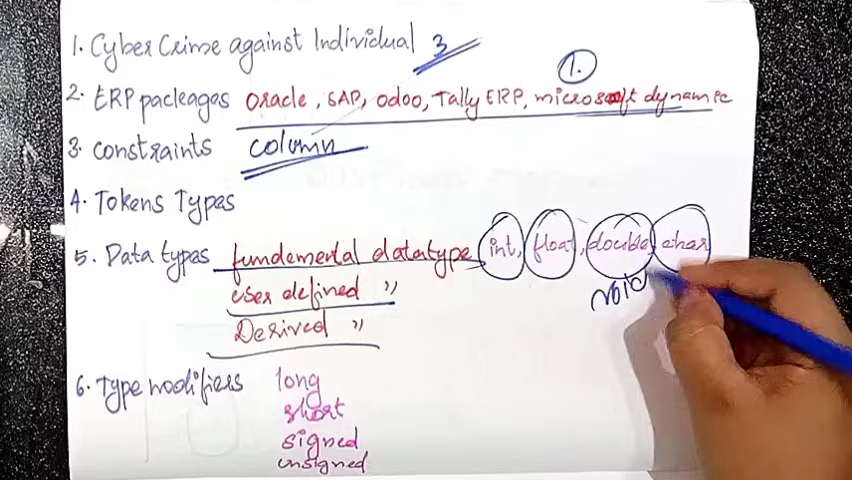 1. Cyber Crime against Individual 3
1.
2. ERP packeages Oracle, SAP, Odoo, Tally ERP, microsoft dynamic
3. constraints column
4. Tokens Types
5. Data types fundemental datatype int, float, double, char
void
user defined "
Derived "
6. Type modifiers long
short
signed
unsigned